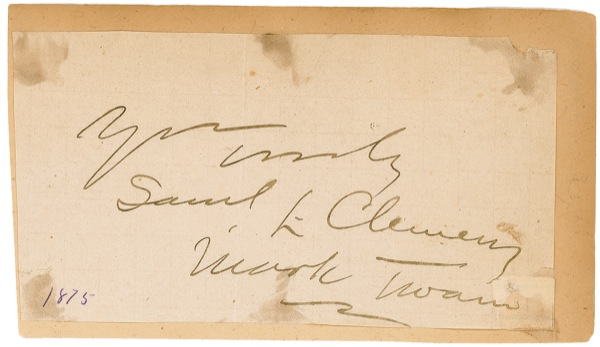 Yrs truly
Saml L Clemens
Mark Twain
1875